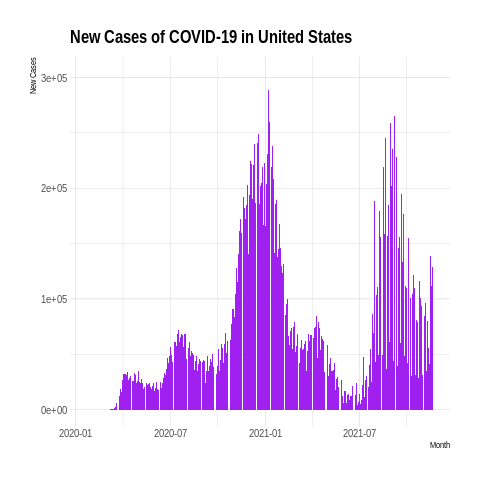 New Cases of COVID-19 in United States
New Cases
3e+05
2e+05
1e+05
0e+00
2020-01 2020-07 2021-01 2021-07
Month